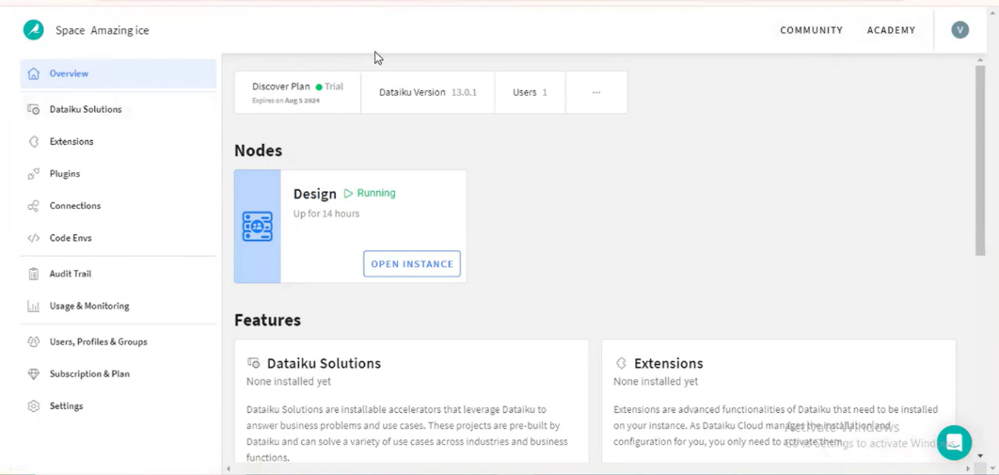 Space Amazing ice
COMMUNITY
ACADEMY
V
Overview
Dataiku Solutions
Extensions
Plugins
Connections
Code Envs
Audit Trail
Usage & Monitoring
Users, Profiles & Groups
Subscription & Plan
Settings
Discover Plan Trial
Expires on Aug 5 2024
Dataiku Version 13.0.1
Users 1
...
Nodes
Design Running
Up for 14 hours
OPEN INSTANCE
Features
Dataiku Solutions
None installed yet
Dataiku Solutions are installable accelerators that leverage Dataiku to
answer business problems and use cases. These projects are pre-built by
Dataiku and can solve a variety of use cases across industries and business
functions.
Extensions
None installed yet
Extensions are advanced functionalities of Dataiku that need to be installed
on your instance. As Dataiku Cloud manages the installation and
configuration for you, you only need to activate them.
Activate Windows
Go to Settings to activate Windows.